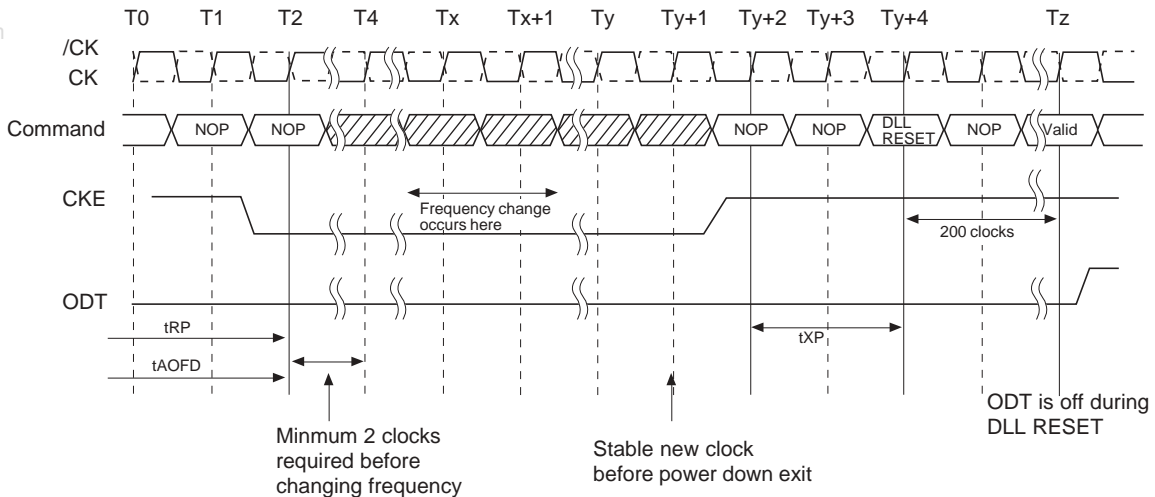 T0 T1 T2 T4 Tx Tx+1 Ty Ty+1 Ty+2 Ty+3 Ty+4 Tz
/CK
CK
Command NOP NOP NOP NOP DLL RESET NOP Valid
CKE
Frequency change
occurs here
200 clocks
ODT
tRP
tXP
tAOFD
Minmum 2 clocks
required before
changing frequency
Stable new clock
before power down exit
ODT is off during
DLL RESET